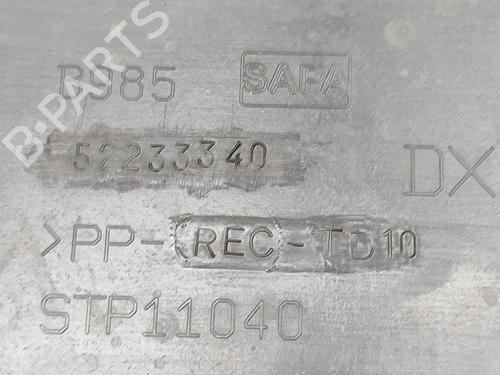 B-PARTS
B985 SAPA
52233340
DX
>PP-(REC-TD10
STP11040